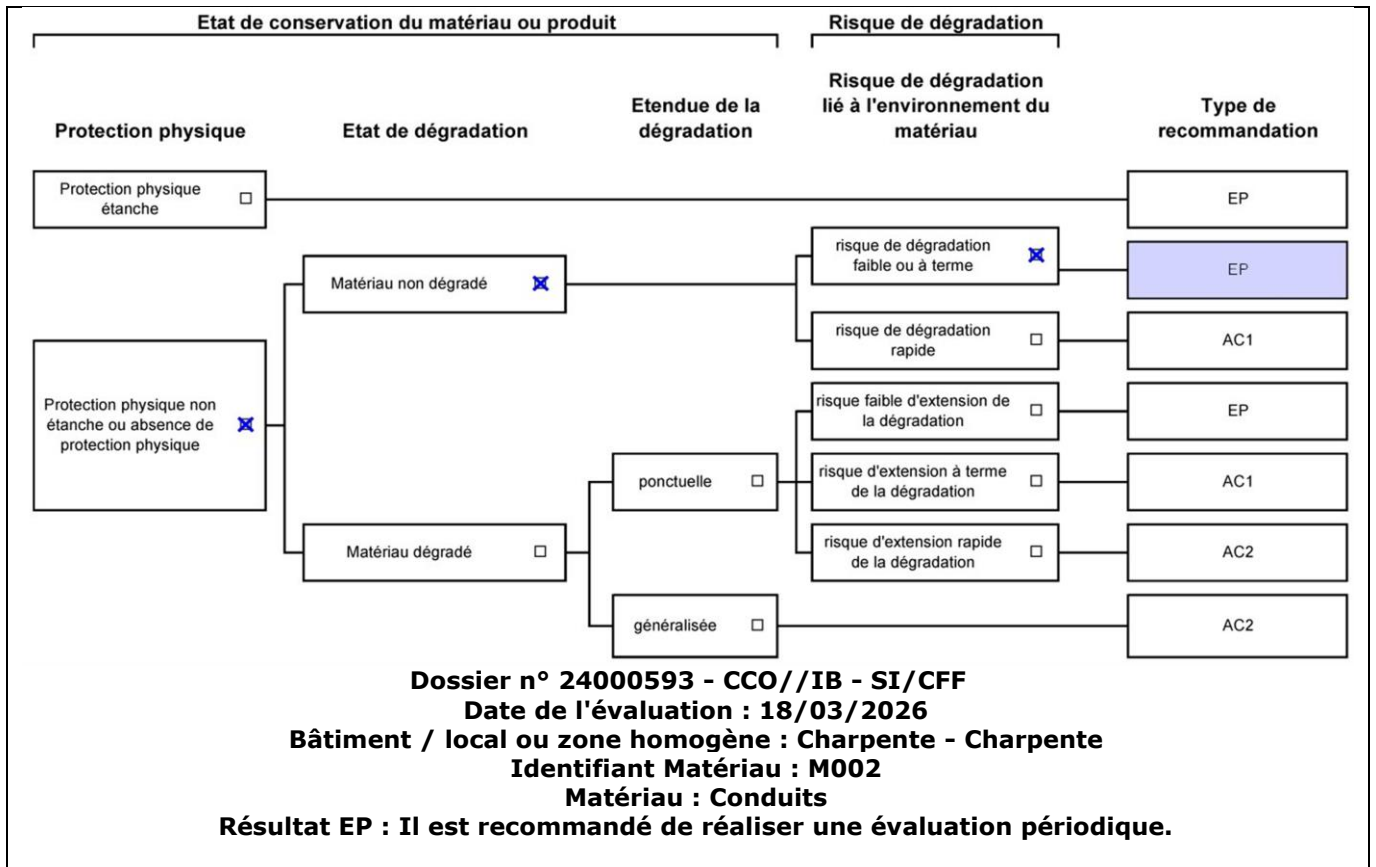 Etat de conservation du matériau ou produit
Risque de dégradation
Protection physique
Etat de dégradation
Etendue de la
dégradation
Risque de dégradation
lié à l'environnement du
matériau
Type de
recommandation
Protection physique
étanche
EP
risque de dégradation
faible ou à terme
EP
Matériau non dégradé
risque de dégradation
rapide
AC1
Protection physique non
étanche ou absence de
protection physique
risque faible d'extension de
la dégradation
EP
ponctuelle
risque d'extension à terme
de la dégradation
AC1
Matériau dégradé
risque d'extension rapide
de la dégradation
AC2
généralisée
AC2
Dossier n° 24000593 - CCO//IB - SI/CFF
Date de l'évaluation : 18/03/2026
Bâtiment / local ou zone homogène : Charpente - Charpente
Identifiant Matériau : M002
Matériau : Conduits
Résultat EP : Il est recommandé de réaliser une évaluation périodique.